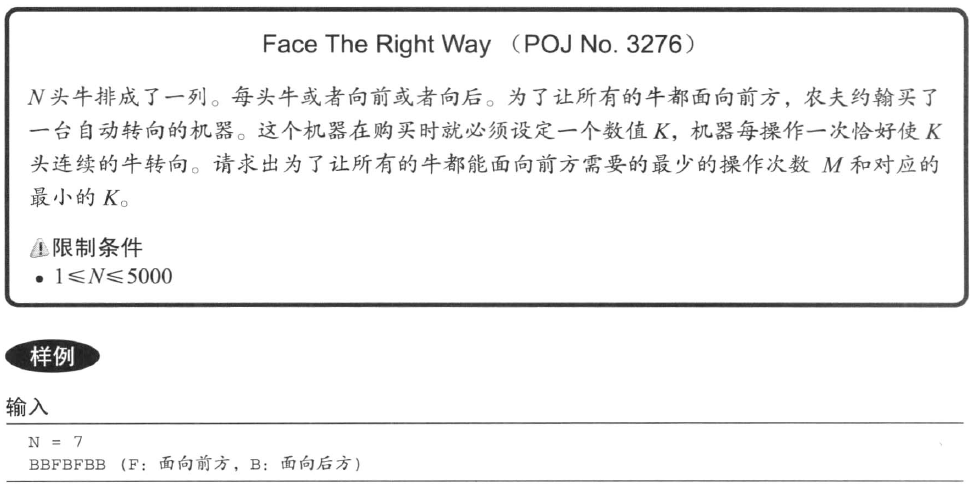 Face The Right Way （POJ No. 3276）
N头牛排成了一列。每头牛或者向前或者向后。为了让所有的牛都面向前方，农夫约翰买了
一台自动转向的机器。这个机器在购买时就必须设定一个数值K，机器每操作一次恰好使K
头连续的牛转向。请求出为了让所有的牛都能面向前方需要的最少的操作次数 M和对应的
最小的K。
限制条件
• 1≤N≤5000
样例
输入
N = 7
BBFBFBB (F: 面向前方, B: 面向后方)